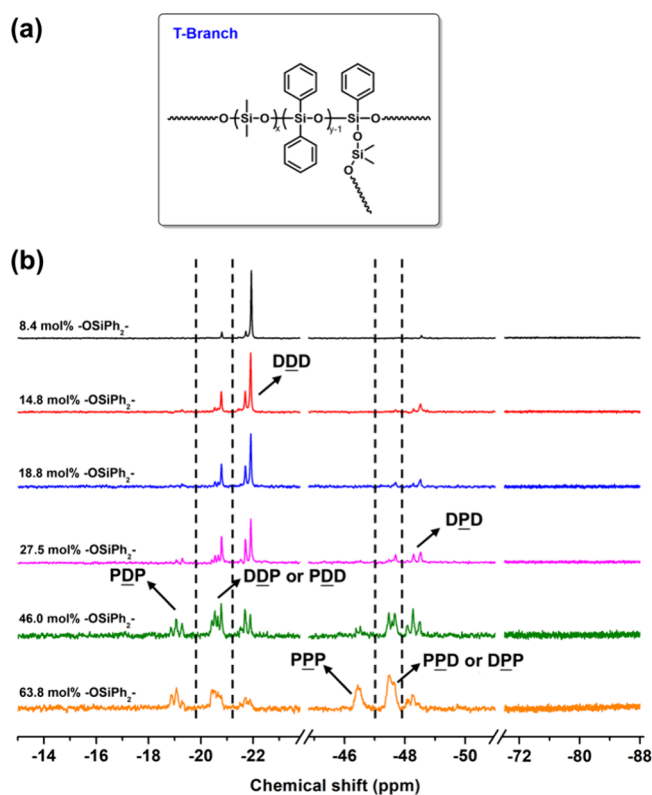 (a)
T-Branch
O Si O x Si O y-1 Si O
O
Si
O
(b)
8.4 mol% -OSiPh2-
DDD
14.8 mol% -OSiPh2-
18.8 mol% -OSiPh2-
DPD
27.5 mol% -OSiPh2-
PDP DDP or PDD
46.0 mol% -OSiPh2-
PPP PPD or DPP
63.8 mol% -OSiPh2-
-14 -16 -18 -20 -22 -46 -48 -50 -72 -80 -88
Chemical shift (ppm)